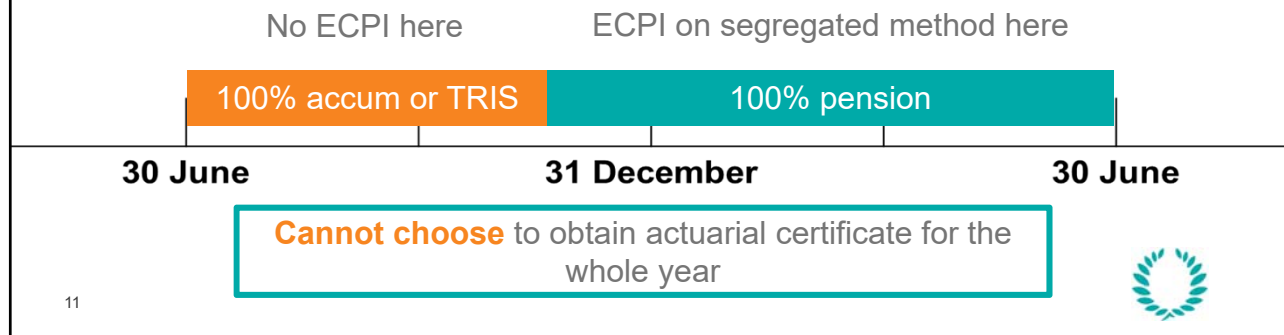 No ECPI here
ECPI on segregated method here
100% accum or TRIS
100% pension
30 June
31 December
30 June
Cannot choose to obtain actuarial certificate for the
whole year
11